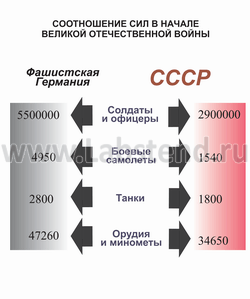 СООТНОШЕНИЕ СИЛ В НАЧАЛЕ
ВЕЛИКОЙ ОТЕЧЕСТВЕННОЙ ВОЙНЫ
Фашистская
Германия
СССР
5500000
Солдаты
и офицеры
2900000
4950
Боевые
самолеты
1540
2800
Танки
1800
47260
Орудия
и минометы
34650